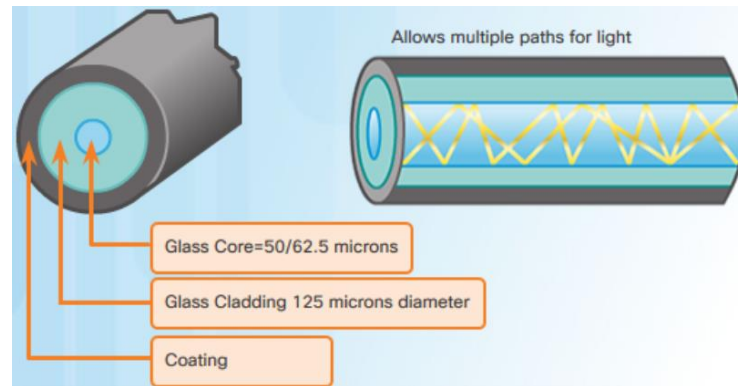 Allows multiple paths for light
Glass Core=50/62.5 microns
Glass Cladding 125 microns diameter
Coating